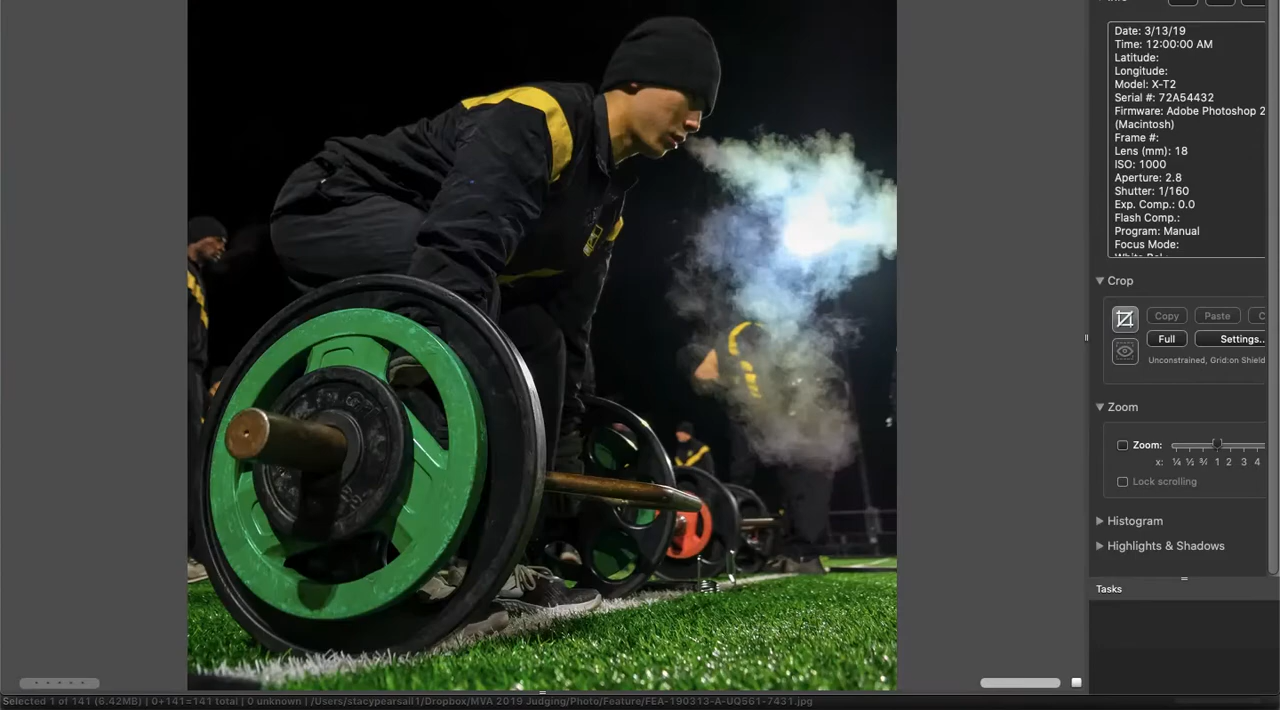 Date: 3/13/19
Time: 12:00:00 AM
Latitude:
Longitude:
Model: X-T2
Serial #: 72A54432
Firmware: Adobe Photoshop 2
(Macintosh)
Frame #:
Lens (mm): 18
ISO: 1000
Aperture: 2.8
Shutter: 1/160
Exp. Comp.: 0.0
Flash Comp.:
Program: Manual
Focus Mode:
Crop
Copy Paste
Full Settings..
Unconstrained, Grid:on Shield
Zoom
Zoom:
x: ¼ ½ ¾ 1 2 3 4
Lock scrolling
Histogram
Highlights & Shadows
Tasks
Selected 1 of 141 (6.42MB) | 0+141=141 total | 0 unknown | /Users/stacypearsall1/Dropbox/MVA 2019 Judging/Photo/Feature/FEA-190313-A-UQ561-7431.jpg